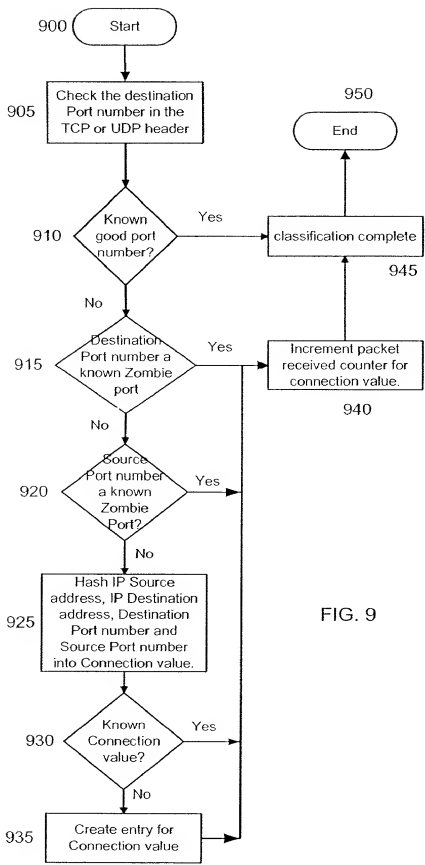 900
Start
905
Check the destination
Port number in the
TCP or UDP header
950
End
910
Known
good port
number?
Yes
classification complete
945
No
915
Destination
Port number a
known Zombie
port
Yes
Increment packet
received counter for
connection value.
940
No
920
Source
Port number
a known
Zombie
Port?
Yes
No
925
Hash IP Source
address, IP Destination
address, Destination
Port number and
Source Port number
into Connection value.
FIG. 9
930
Known
Connection
value?
Yes
No
935
Create entry for
Connection value